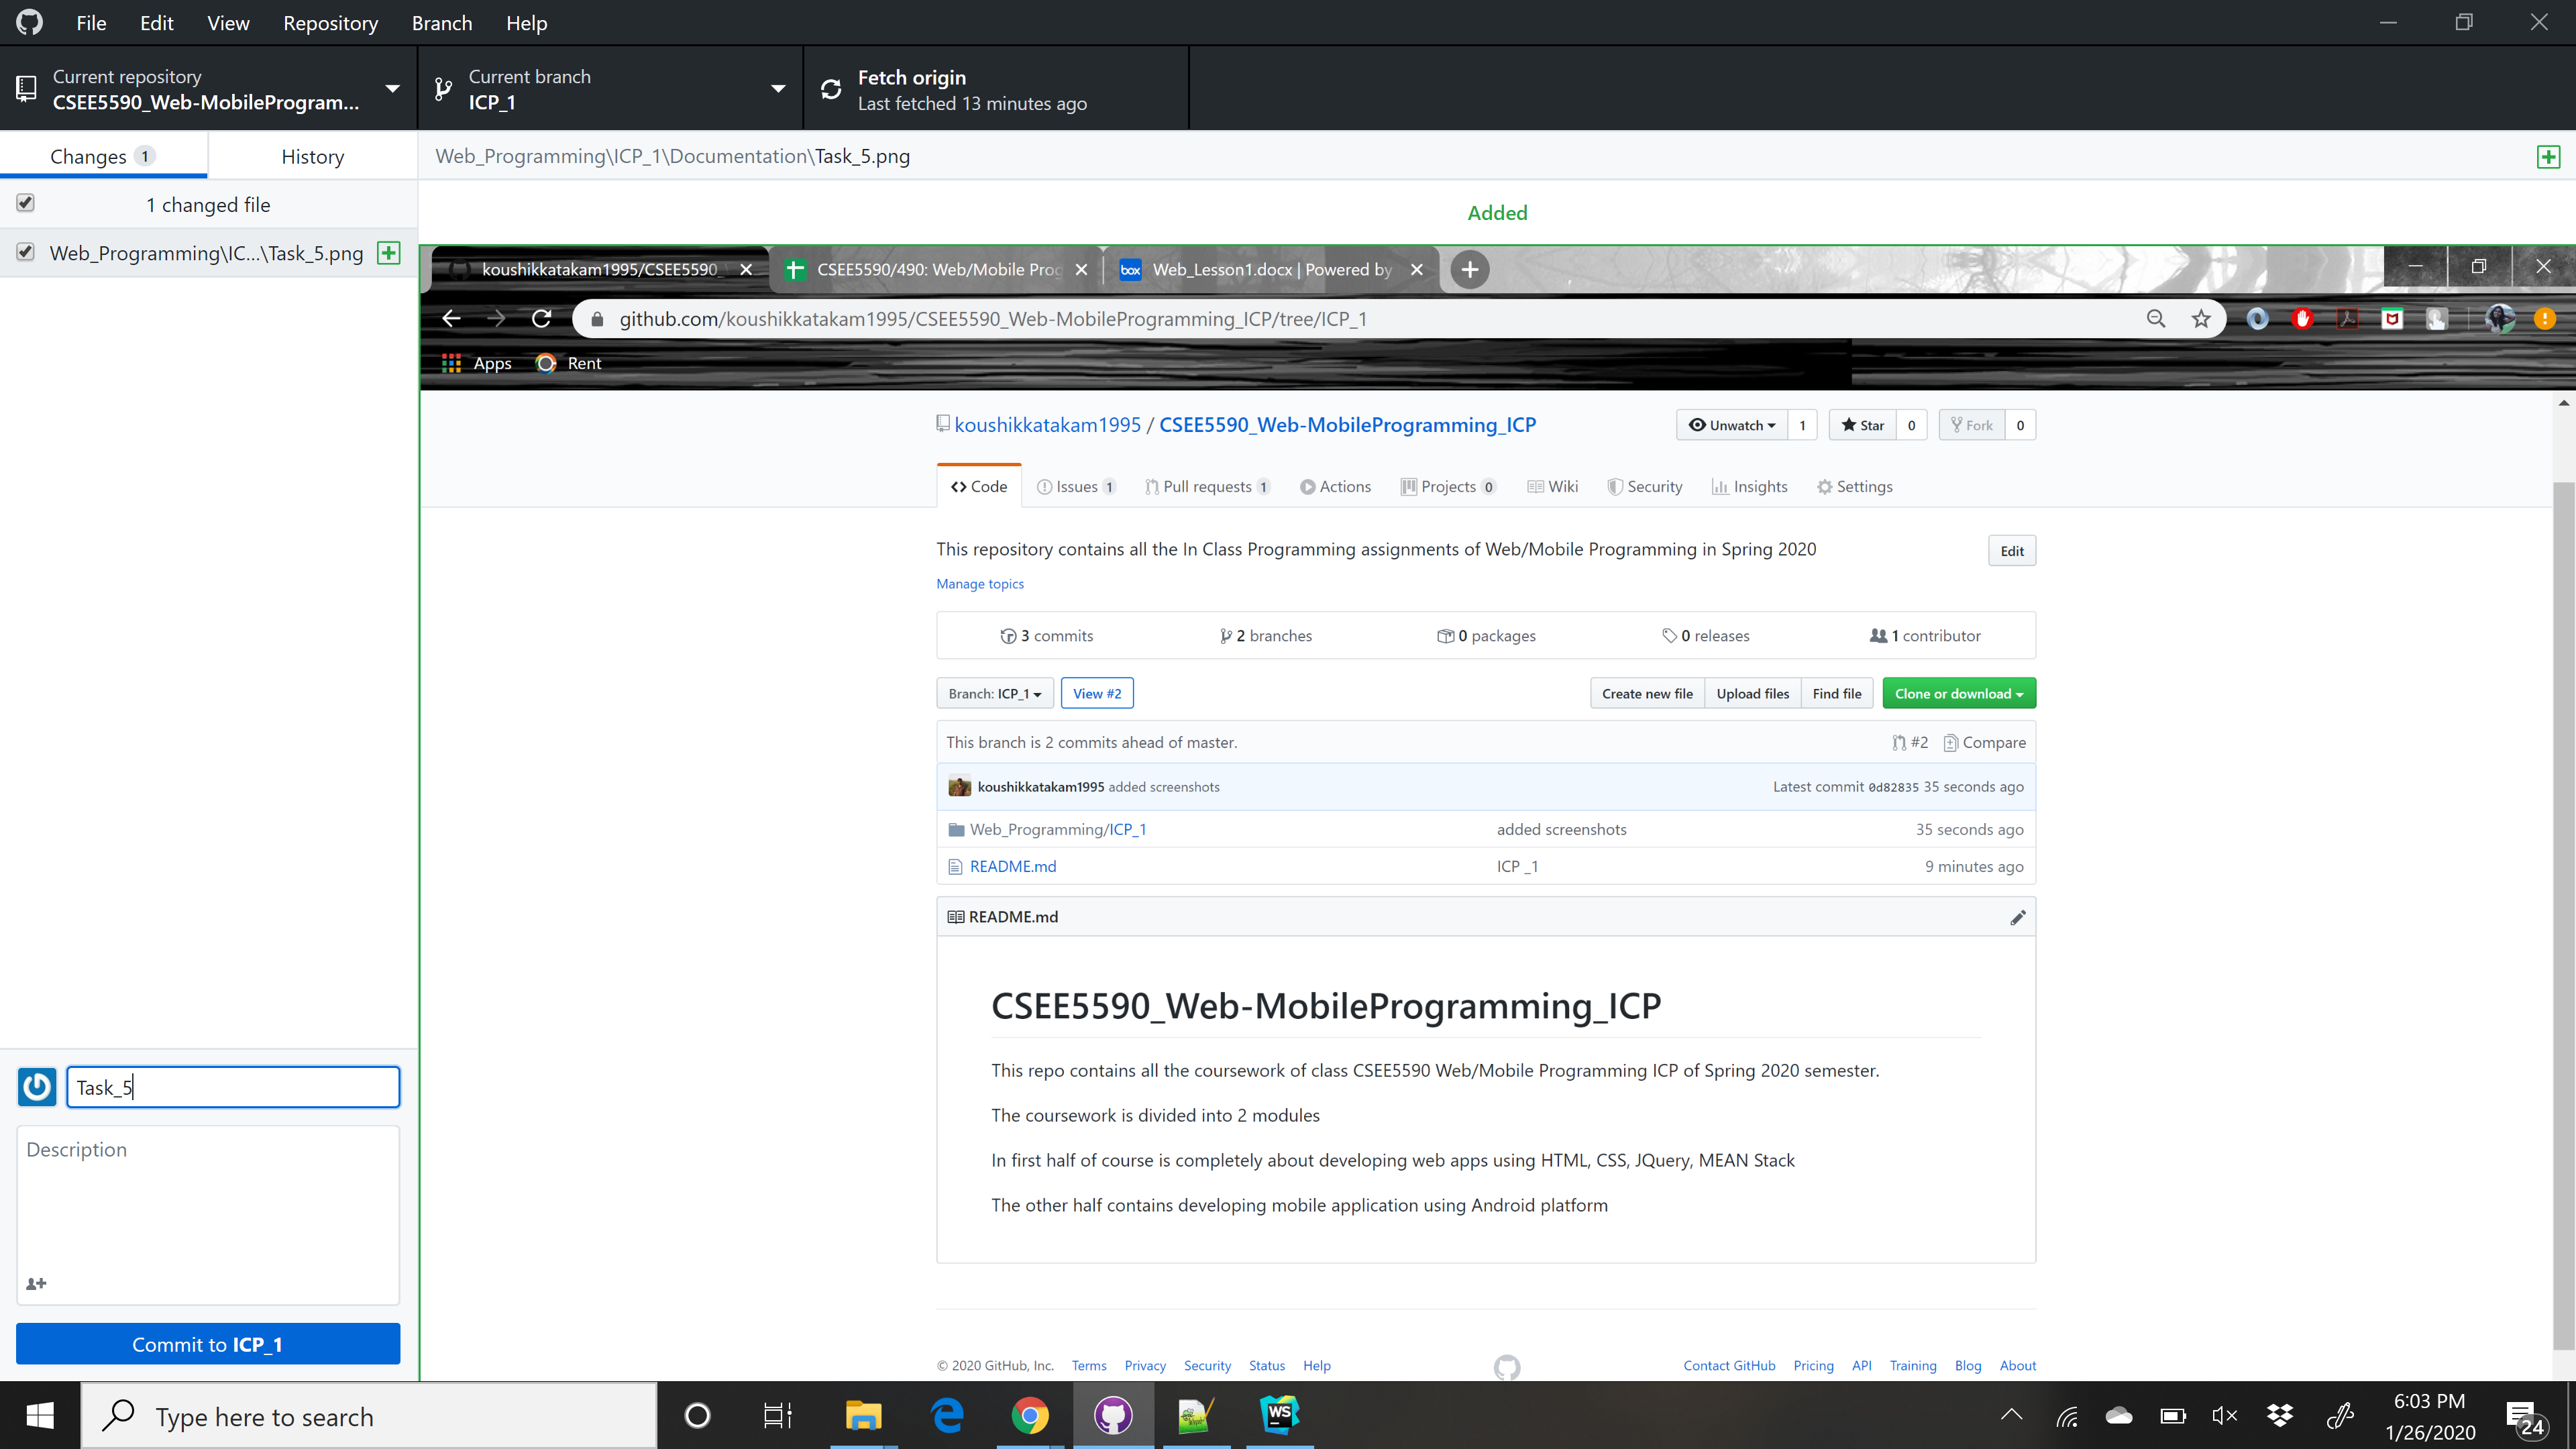 File Edit View Repository Branch Help
Current repository
CSEE5590_Web-MobileProgram...
Current branch
ICP_1
Fetch origin
Last fetched 13 minutes ago
Changes 1 History
Web_Programming\ICP_1\Documentation\Task_5.png
1 changed file
Added
Web_Programming\IC...\Task_5.png
koushikkatakam1995/CSEE5590_ CSEE5590/490: Web/Mobile Prog box Web_Lesson1.docx | Powered by
github.com/koushikkatakam1995/CSEE5590_Web-MobileProgramming_ICP/tree/ICP_1
Apps Rent
koushikkatakam1995 / CSEE5590_Web-MobileProgramming_ICP
Unwatch 1 Star 0 Fork 0
Code Issues 1 Pull requests 1 Actions Projects 0 Wiki Security Insights Settings
This repository contains all the In Class Programming assignments of Web/Mobile Programming in Spring 2020
Edit
Manage topics
3 commits 2 branches 0 packages 0 releases 1 contributor
Branch: ICP_1 View #2 Create new file Upload files Find file Clone or download
This branch is 2 commits ahead of master. #2 Compare
koushikkatakam1995 added screenshots Latest commit 0d82835 35 seconds ago
Web_Programming/ICP_1 added screenshots 35 seconds ago
README.md ICP _1 9 minutes ago
README.md
CSEE5590_Web-MobileProgramming_ICP
This repo contains all the coursework of class CSEE5590 Web/Mobile Programming ICP of Spring 2020 semester.
The coursework is divided into 2 modules
In first half of course is completely about developing web apps using HTML, CSS, JQuery, MEAN Stack
The other half contains developing mobile application using Android platform
© 2020 GitHub, Inc. Terms Privacy Security Status Help Contact GitHub Pricing API Training Blog About
Task_5
Description
Commit to ICP_1
Type here to search
WS
6:03 PM
1/26/2020
24